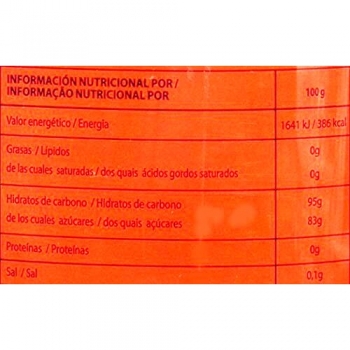 INFORMACIÓN NUTRICIONAL POR /
INFORMAÇÃO NUTRICIONAL POR 100 g
Valor energético / Energia 1641 kJ / 386 kcal
Grasas / Lípidos 0g
de las cuales saturadas / dos quais ácidos gordos saturados 0g
Hidratos de carbono / Hidratos de carbono 95g
de los cuales azúcares / dos quais açúcares 83g
Proteínas / Proteínas 0g
Sal / Sal 0,1g